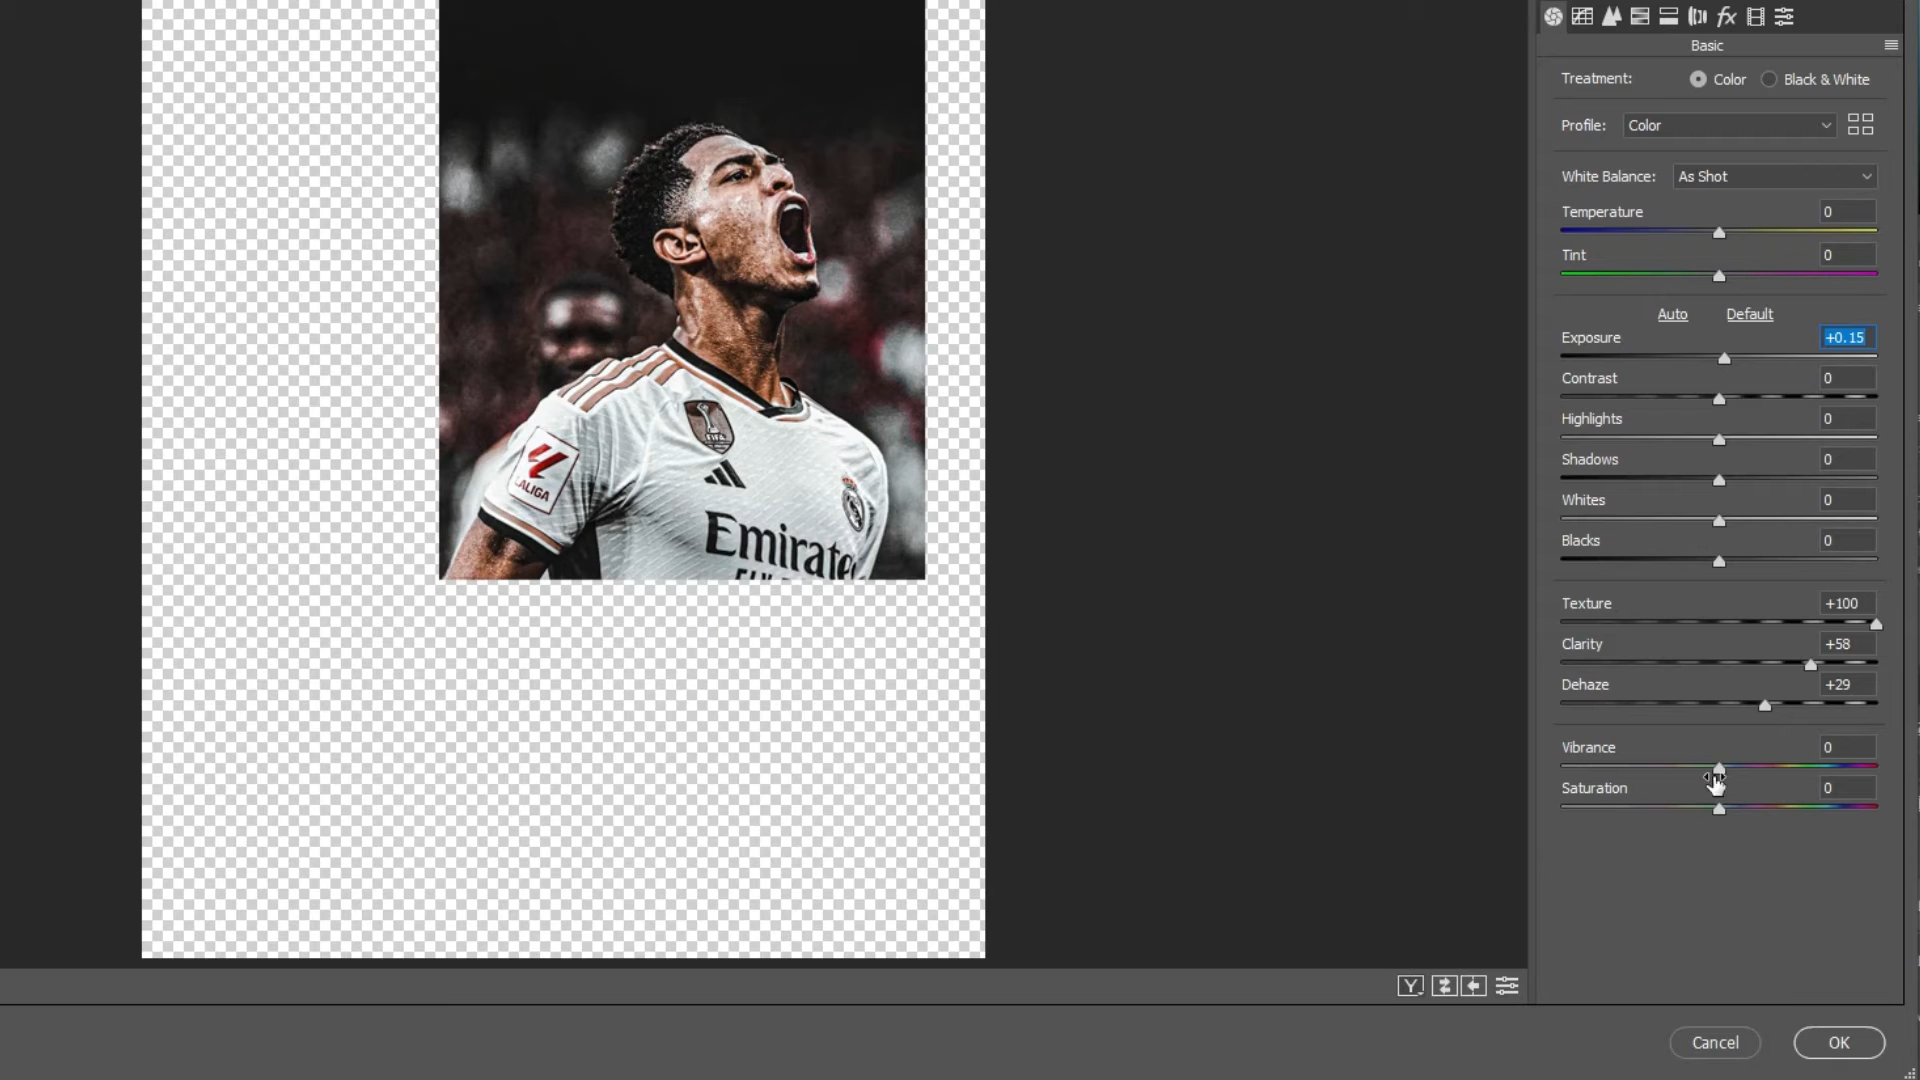 Basic
Treatment: Color Black & White
Profile: Color
White Balance: As Shot
Temperature 0
Tint 0
Auto Default
Exposure +0.15
Contrast 0
Highlights 0
Shadows 0
Whites 0
Blacks 0
Texture +100
Clarity +58
Dehaze +29
Vibrance 0
Saturation 0
FIFA
LALIGA
Emirates
Y
fx
Cancel OK